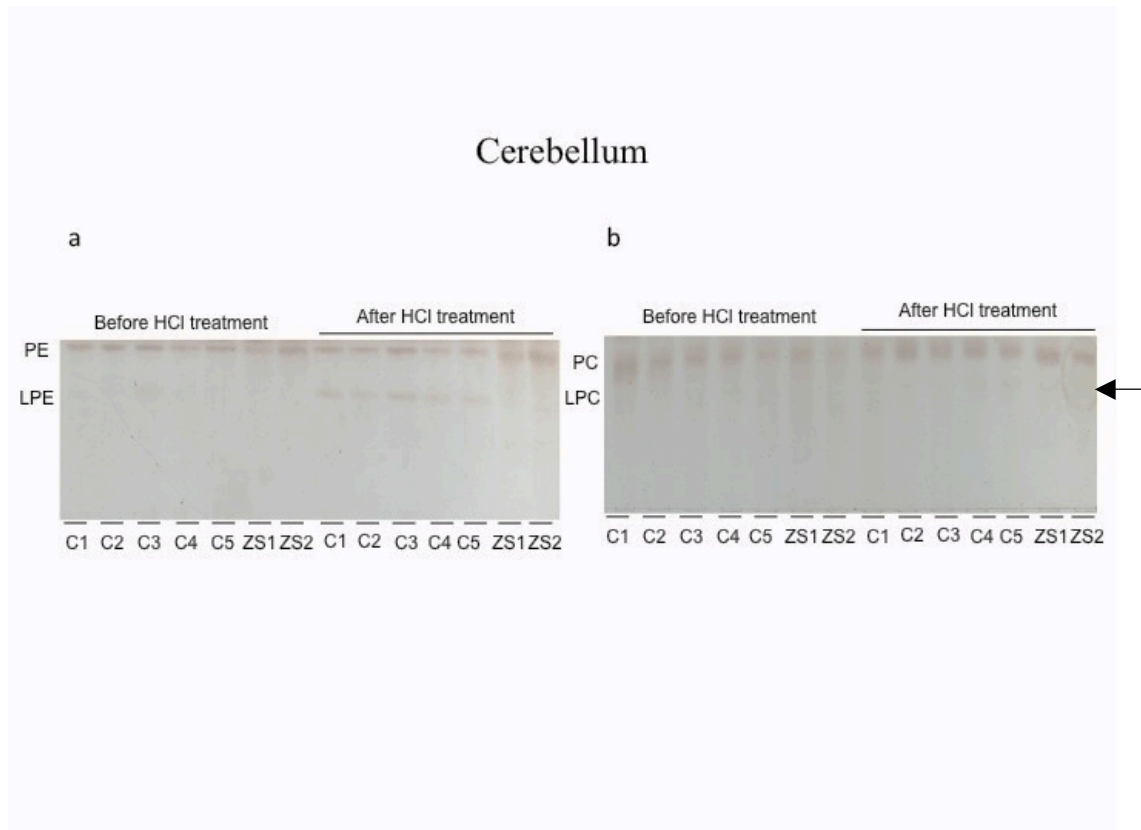 Cerebellum
a
Before HCl treatment
After HCl treatment
PE
LPE
C1 C2 C3 C4 C5 ZS1 ZS2 C1 C2 C3 C4 C5 ZS1 ZS2
b
Before HCl treatment
After HCl treatment
PC
LPC
C1 C2 C3 C4 C5 ZS1 ZS2 C1 C2 C3 C4 C5 ZS1 ZS2